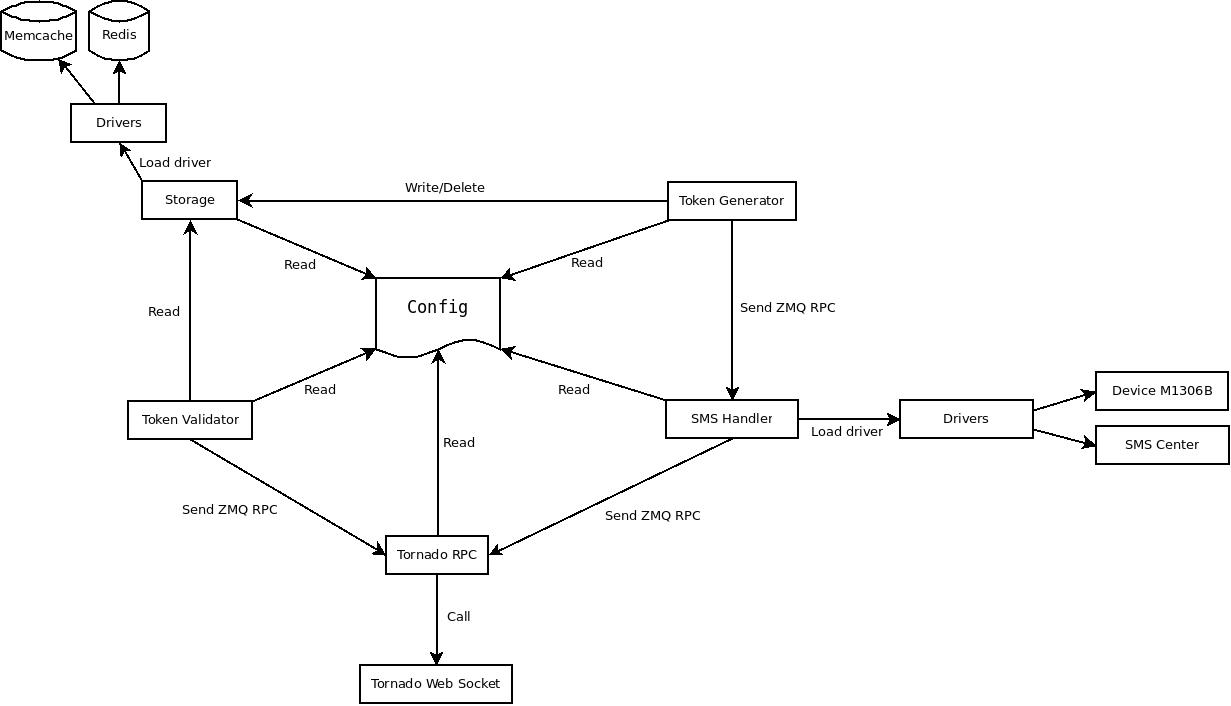 Memcache
Redis
Drivers
Load driver
Storage
Write/Delete
Token Generator
Read
Read
Config
Read
Send ZMQ RPC
Read
Read
Token Validator
SMS Handler
Load driver
Drivers
Device M1306B
SMS Center
Read
Send ZMQ RPC
Send ZMQ RPC
Tornado RPC
Call
Tornado Web Socket